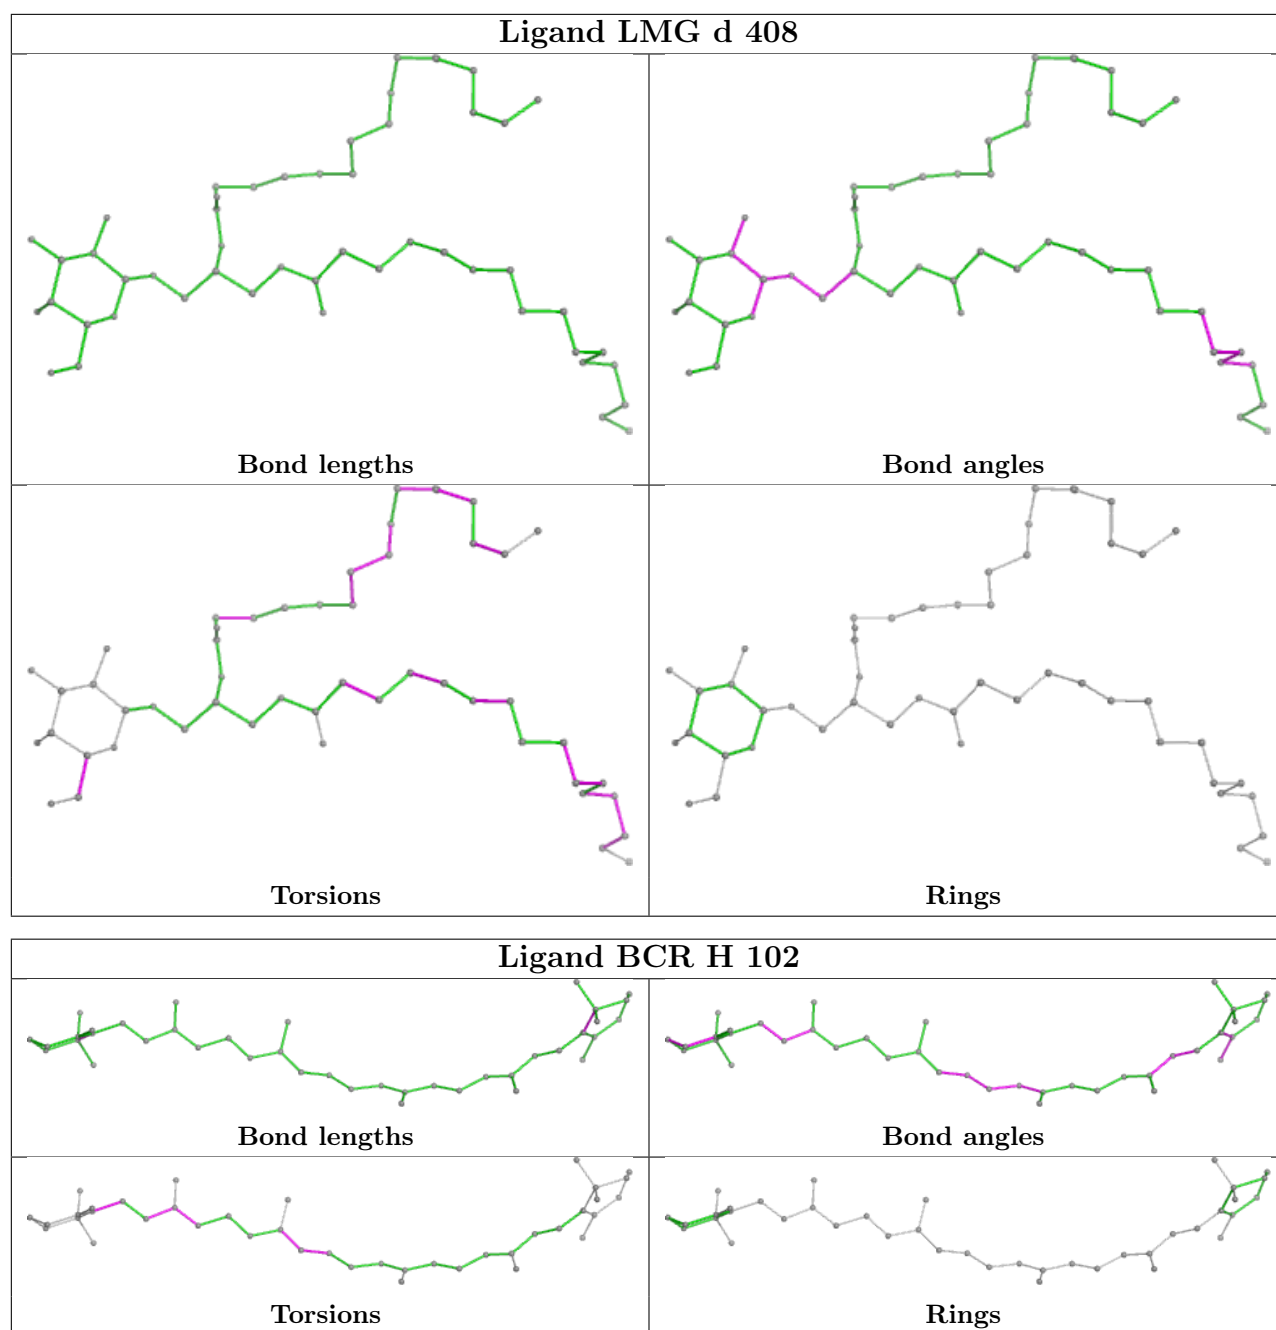 Ligand LMG d 408
Bond lengths
Bond angles
Torsions
Rings
Ligand BCR H 102
Bond lengths
Bond angles
Torsions
Rings